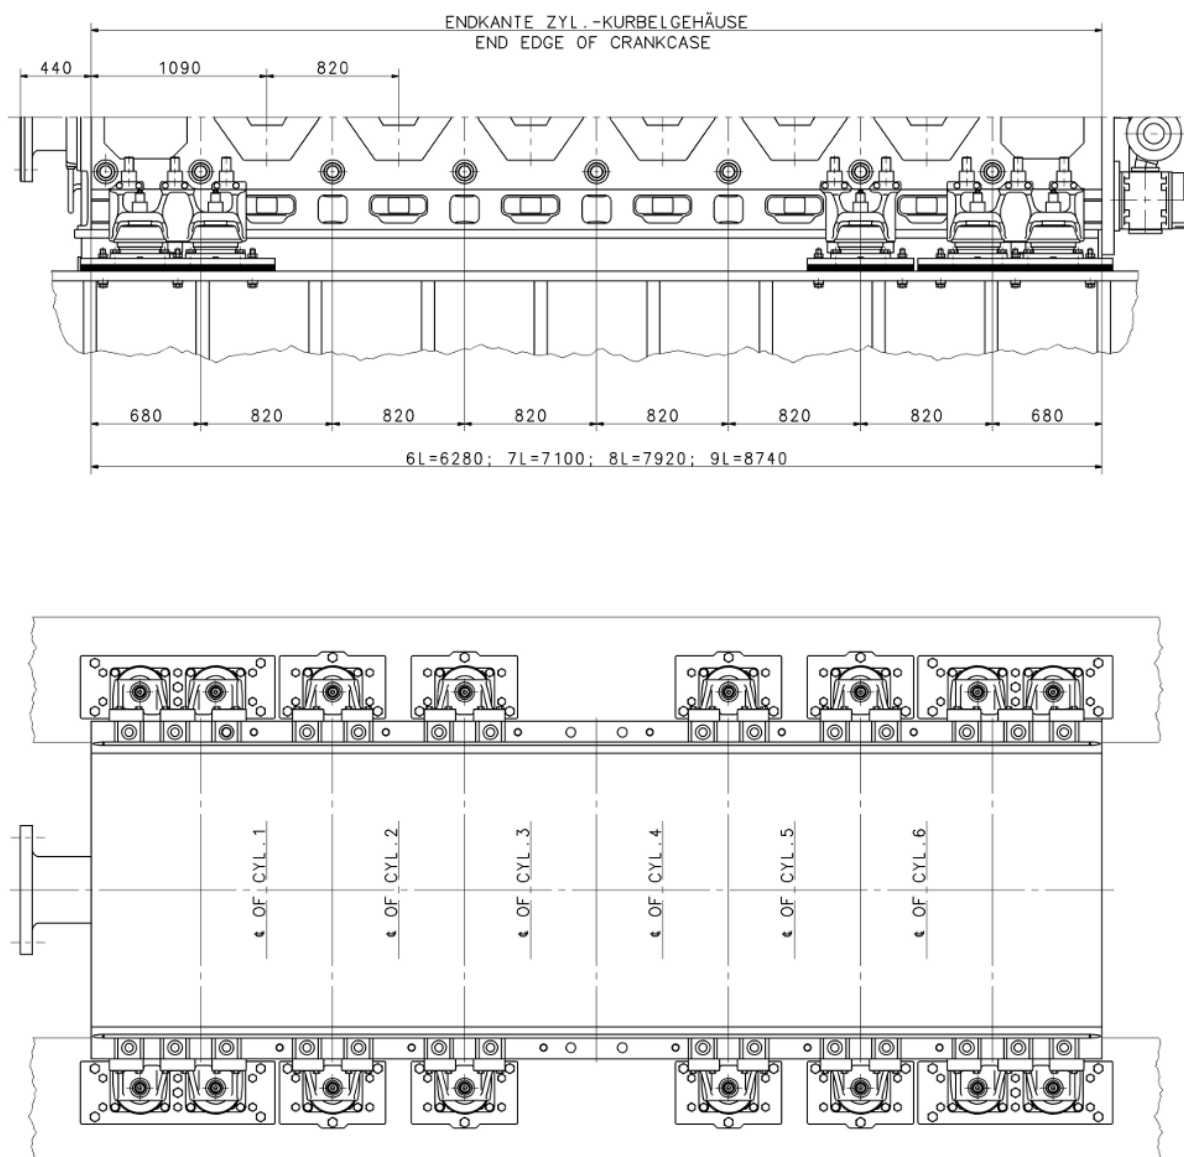 ENDKANTE ZYL.-KURBELGEHÄUSE
END EDGE OF CRANKCASE
440
1090
820
680
820
820
820
820
820
820
680
6L=6280; 7L=7100; 8L=7920; 9L=8740
℄ OF CYL.1
℄ OF CYL.2
℄ OF CYL.3
℄ OF CYL.4
℄ OF CYL.5
℄ OF CYL.6